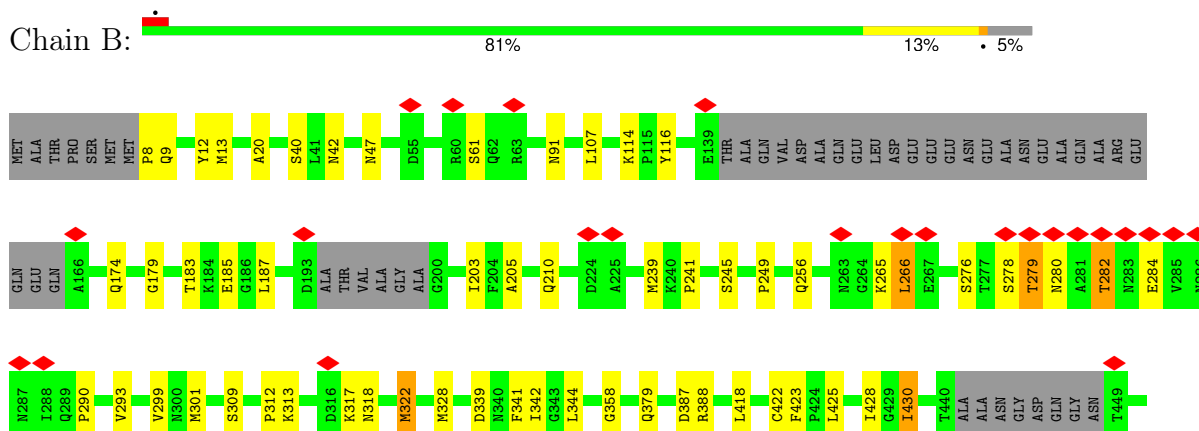 Chain B:
•
81% 13% • 5%
MET ALA THR PRO SER MET MET P8 Q9 Y12 M13 A20 S40 L41 N42 N47 D55 R60 S61 Q62 R63 N91 L107 K114 P115 Y116 E139 THR ALA GLN VAL ASP ALA GLN GLU LEU ASP GLU GLU GLU ASN GLU ALA ASN GLU ALA GLN ALA ARG GLU
GLN GLU GLN A166 Q174 G179 T183 K184 E185 G186 L187 D193 ALA THR VAL ALA GLY ALA G200 I203 F204 A205 Q210 D224 A225 M239 K240 P241 S245 P249 Q256 N263 G264 K265 L266 E267 S276 T277 S278 T279 N280 A281 T282 N283 E284 V285
N287 I288 Q289 P290 V293 V299 N300 M301 S309 P312 K313 D316 K317 N318 M322 M328 D339 N340 F341 I342 G343 L344 G358 Q379 D387 R388 L418 C422 F423 P424 L425 I428 G429 I430 T440 ALA ALA ASN GLY ASP GLN GLY ASN T449